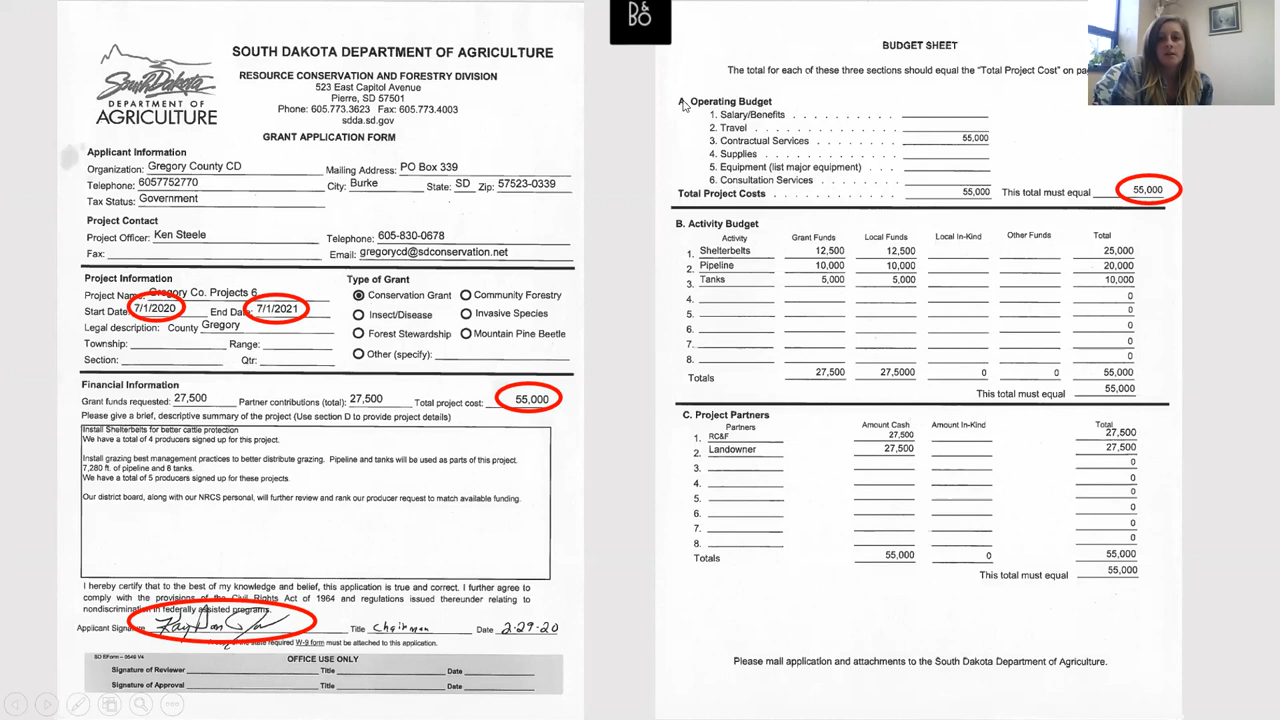 D&
BO
SOUTH DAKOTA DEPARTMENT OF AGRICULTURE
RESOURCE CONSERVATION AND FORESTRY DIVISION
523 East Capitol Avenue
Pierre, SD 57501
Phone: 605.773.3623 Fax: 605.773.4003
sdda.sd.gov
South Dakota
DEPARTMENT OF
AGRICULTURE
GRANT APPLICATION FORM
Applicant Information
Organization: Gregory County CD Mailing Address: PO Box 339
Telephone: 6057752770 City: Burke State: SD Zip: 57523-0339
Tax Status: Government
Project Contact
Project Officer: Ken Steele Telephone: 605-830-0678
Fax: Email: gregorycd@sdconservation.net
Project Information Type of Grant
Project Name: Gregory Co. Projects 6 Conservation Grant Community Forestry
Start Date: 7/1/2020 End Date: 7/1/2021 Insect/Disease Invasive Species
Legal description: County Gregory Forest Stewardship Mountain Pine Beetle
Township: Range: Other (specify):
Section: Qtr:
Financial Information
Grant funds requested: 27,500 Partner contributions (total): 27,500 Total project cost: 55,000
Please give a brief, descriptive summary of the project (Use section D to provide project details)
Install Shelterbelts for better cattle protection
We have a total of 4 producers signed up for this project.
Install grazing best management practices to better distribute grazing. Pipeline and tanks will be used as parts of this project.
7,280 ft. of pipeline and 8 tanks.
We have a total of 5 producers signed up for these projects.
Our district board, along with our NRCS personal, will further review and rank our producer request to match available funding.
I hereby certify that to the best of my knowledge and belief, this application is true and correct. I further agree to
comply with the provisions of the Civil Rights Act of 1964 and regulations issued thereunder relating to
nondiscrimination in federally assisted programs.
Applicant Signature Title Chairman Date 2-29-20
required W-9 form must be attached to this application.
SD EForm - 0649 V4
OFFICE USE ONLY
Signature of Reviewer Title Date
Signature of Approval Title Date
BUDGET SHEET
The total for each of these three sections should equal the "Total Project Cost" on
A. Operating Budget
1. Salary/Benefits
2. Travel
3. Contractual Services 55,000
4. Supplies
5. Equipment (list major equipment)
6. Consultation Services
Total Project Costs 55,000 This total must equal 55,000
B. Activity Budget
Activity Grant Funds Local Funds Local In-Kind Other Funds Total
1. Shelterbelts 12,500 12,500 25,000
2. Pipeline 10,000 10,000 20,000
3. Tanks 5,000 5,000 10,000
4. 0
5. 0
6. 0
7. 0
8. 0
Totals 27,500 27,5000 0 0 55,000
This total must equal 55,000
C. Project Partners
Partners Amount Cash Amount In-Kind Total
1. RC&F 27,500 27,500
2. Landowner 27,500 27,500
3. 0
4. 0
5. 0
6. 0
7. 0
8. 0
Totals 55,000 0 55,000
This total must equal 55,000
Please mail application and attachments to the South Dakota Department of Agriculture.